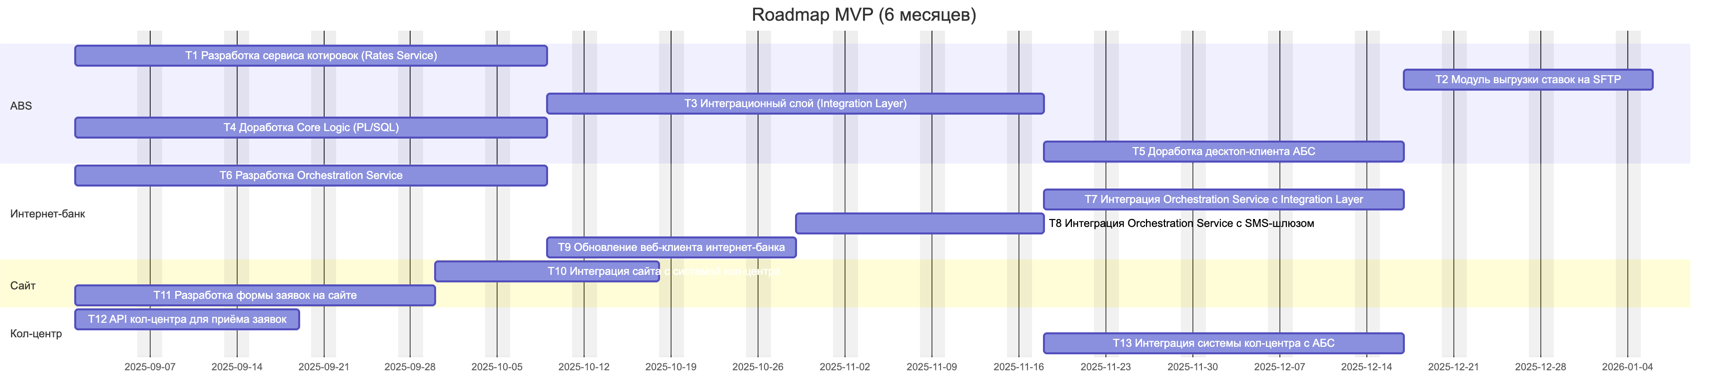 Roadmap MVP (6 месяцев)
T1 Разработка сервиса котировок (Rates Service)
T2 Модуль выгрузки ставок на SFTP
ABS
T3 Интеграционный слой (Integration Layer)
T4 Доработка Core Logic (PL/SQL)
T5 Доработка десктоп-клиента АБС
T6 Разработка Orchestration Service
T7 Интеграция Orchestration Service с Integration Layer
Интернет-банк
T8 Интеграция Orchestration Service с SMS-шлюзом
T9 Обновление веб-клиента интернет-банка
T10 Интеграция сайта с системой кол-центра
Сайт
T11 Разработка формы заявок на сайте
T12 API кол-центра для приёма заявок
Кол-центр
T13 Интеграция системы кол-центра с АБС
2025-09-07 2025-09-14 2025-09-21 2025-09-28 2025-10-05 2025-10-12 2025-10-19 2025-10-26 2025-11-02 2025-11-09 2025-11-16 2025-11-23 2025-11-30 2025-12-07 2025-12-14 2025-12-21 2025-12-28 2026-01-04